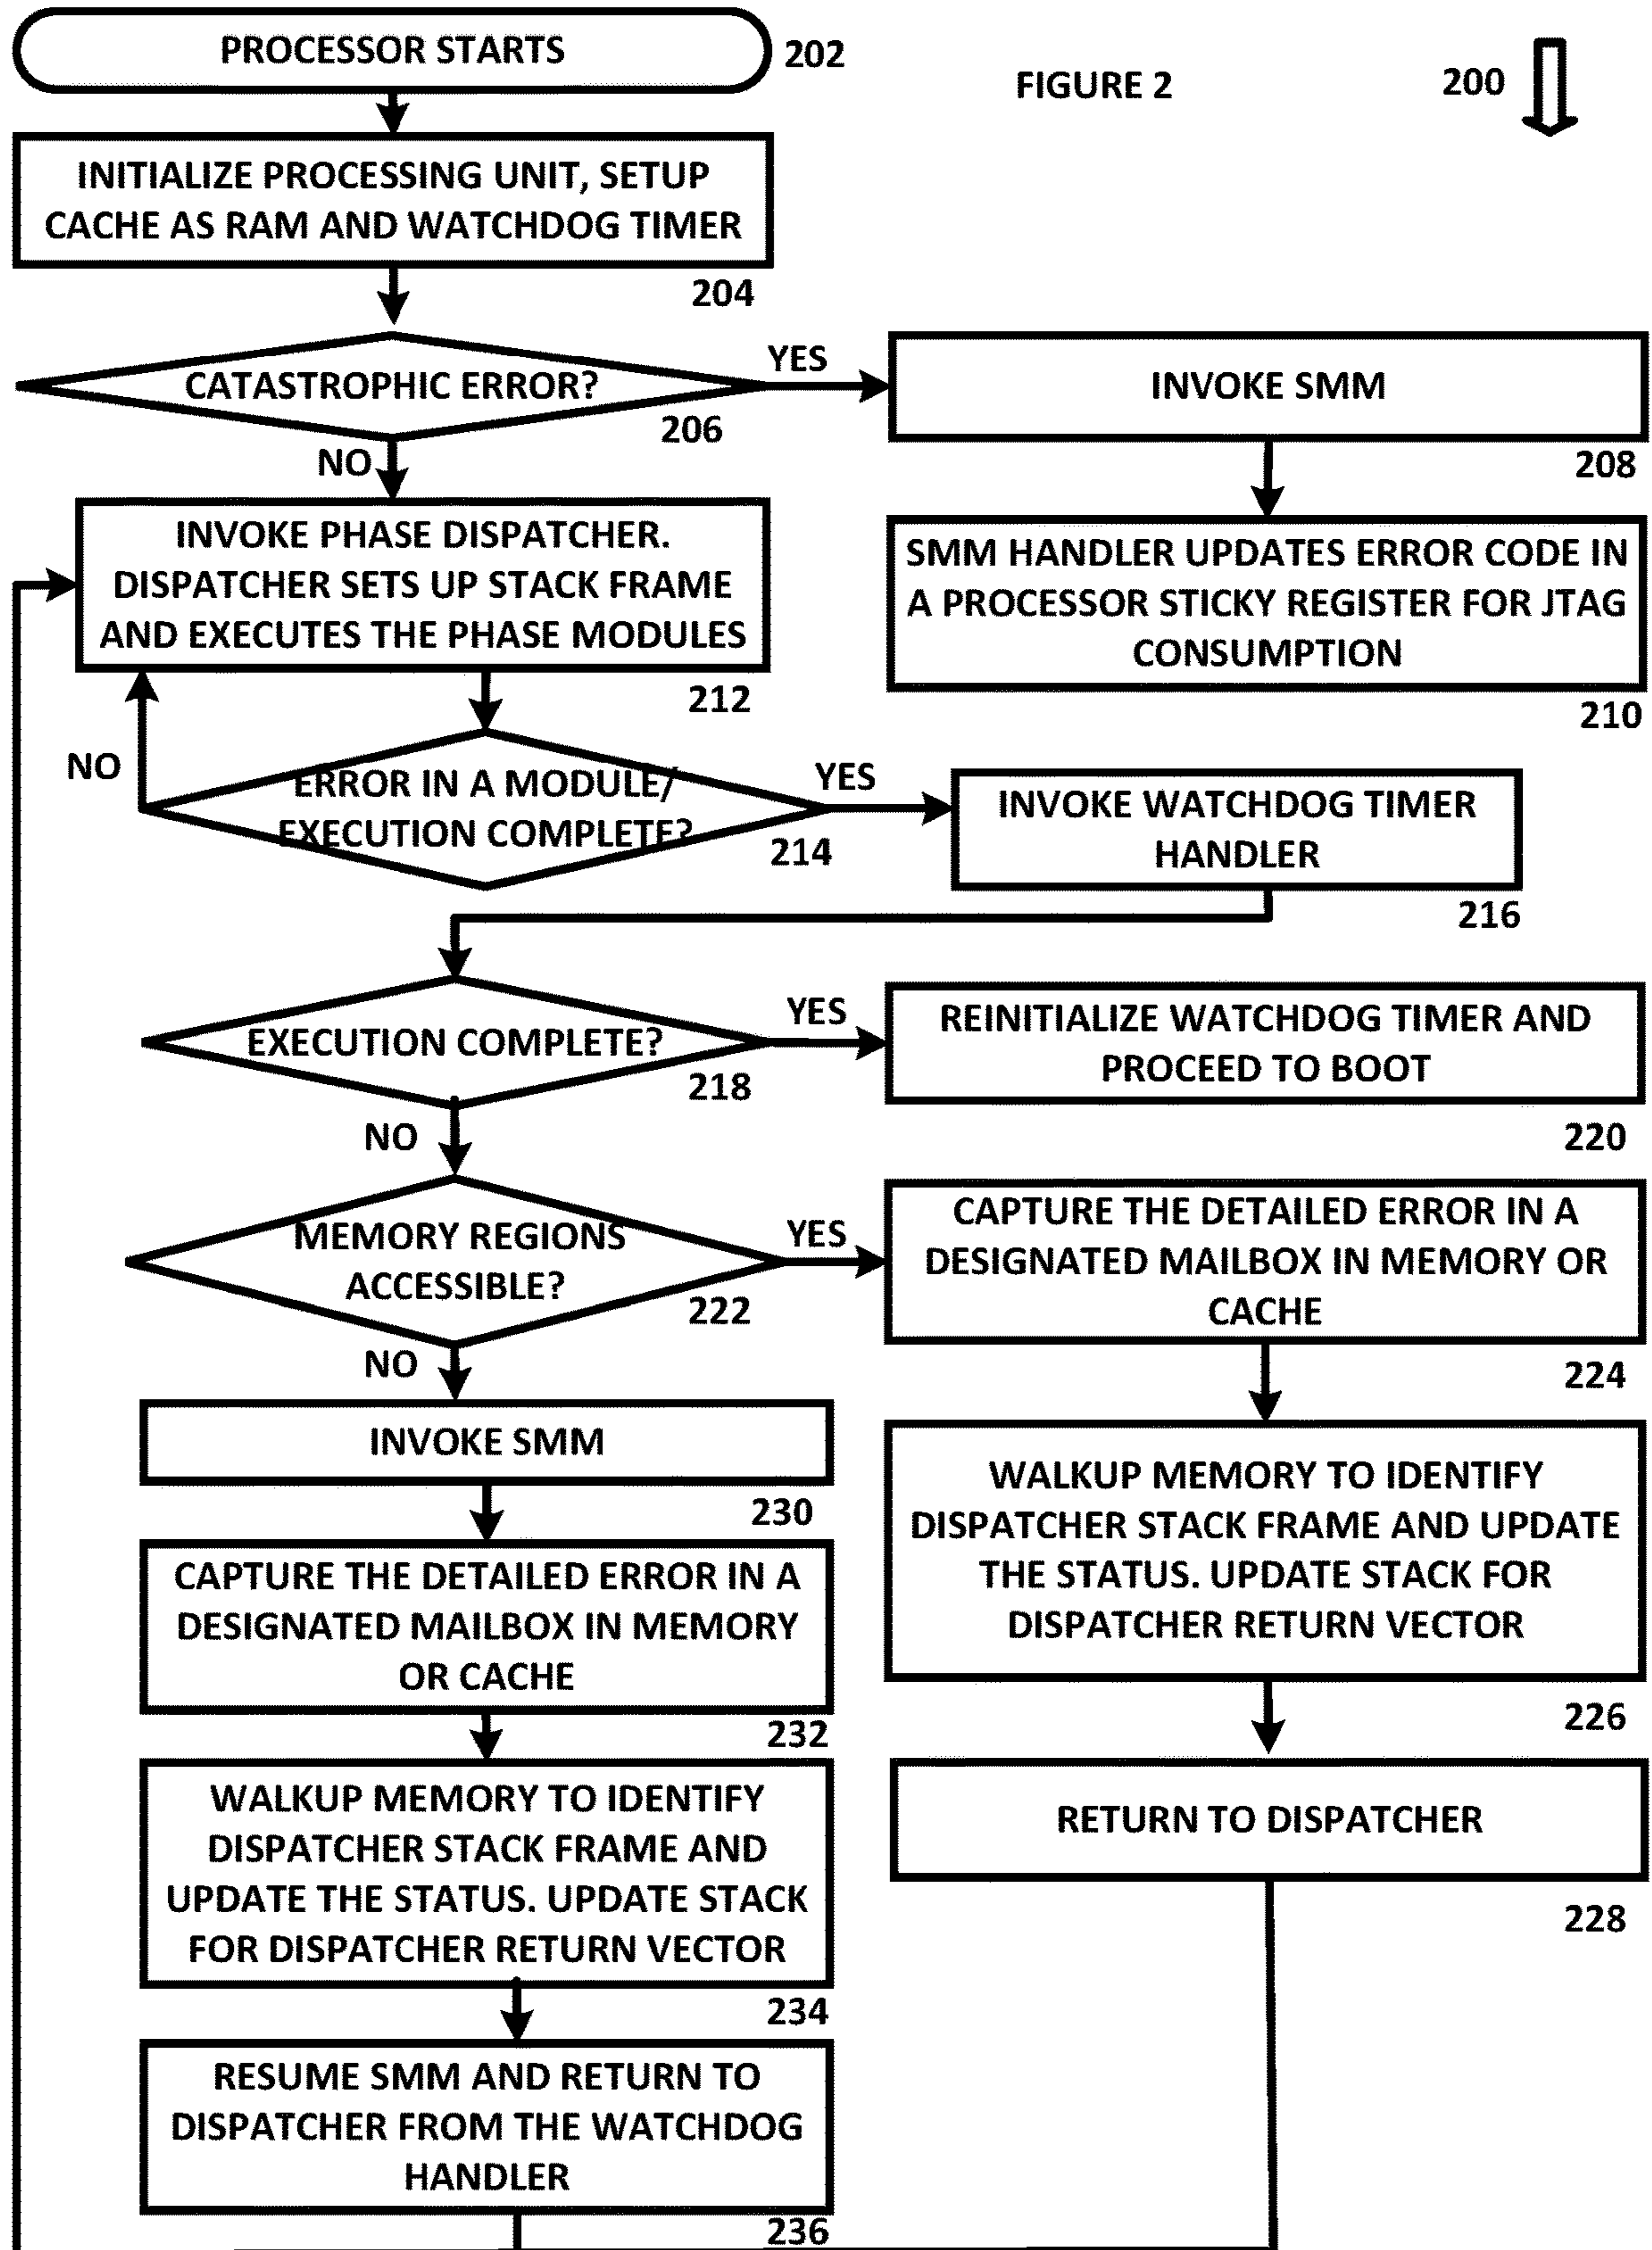 PROCESSOR STARTS
202
FIGURE 2
200
INITIALIZE PROCESSING UNIT, SETUP
CACHE AS RAM AND WATCHDOG TIMER
204
CATASTROPHIC ERROR?
206
YES
NO
INVOKE SMM
208
SMM HANDLER UPDATES ERROR CODE IN
A PROCESSOR STICKY REGISTER FOR JTAG
CONSUMPTION
210
INVOKE PHASE DISPATCHER.
DISPATCHER SETS UP STACK FRAME
AND EXECUTES THE PHASE MODULES
212
NO
ERROR IN A MODULE/
EXECUTION COMPLETE?
214
YES
INVOKE WATCHDOG TIMER
HANDLER
216
EXECUTION COMPLETE?
218
YES
NO
REINITIALIZE WATCHDOG TIMER AND
PROCEED TO BOOT
220
MEMORY REGIONS
ACCESSIBLE?
222
YES
NO
CAPTURE THE DETAILED ERROR IN A
DESIGNATED MAILBOX IN MEMORY OR
CACHE
224
WALKUP MEMORY TO IDENTIFY
DISPATCHER STACK FRAME AND UPDATE
THE STATUS. UPDATE STACK FOR
DISPATCHER RETURN VECTOR
226
RETURN TO DISPATCHER
228
INVOKE SMM
230
CAPTURE THE DETAILED ERROR IN A
DESIGNATED MAILBOX IN MEMORY
OR CACHE
232
WALKUP MEMORY TO IDENTIFY
DISPATCHER STACK FRAME AND
UPDATE THE STATUS. UPDATE STACK
FOR DISPATCHER RETURN VECTOR
234
RESUME SMM AND RETURN TO
DISPATCHER FROM THE WATCHDOG
HANDLER
236